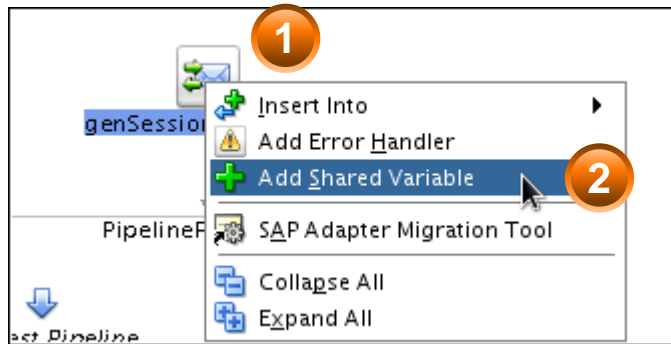 1
genSession
Insert Into
Add Error Handler
Add Shared Variable
2
PipelineP
SAP Adapter Migration Tool
Collapse All
Expand All
est Pipeline